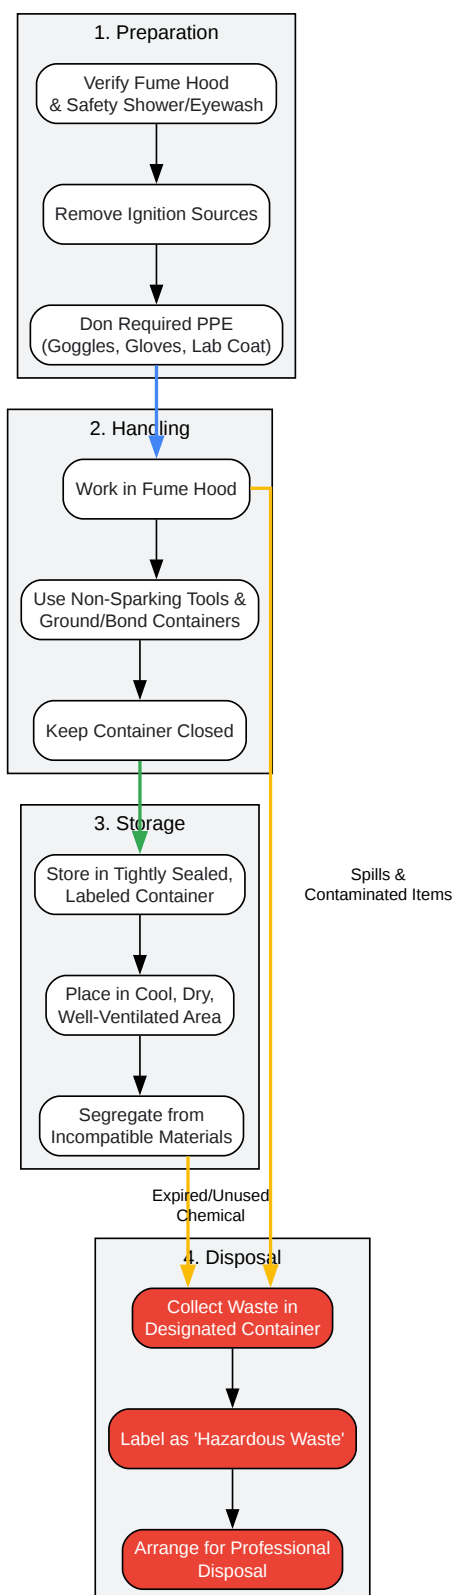 1. Preparation
Verify Fume Hood
& Safety Shower/Eyewash
Remove Ignition Sources
Don Required PPE
(Goggles, Gloves, Lab Coat)
2. Handling
Work in Fume Hood
Use Non-Sparking Tools &
Ground/Bond Containers
Keep Container Closed
3. Storage
Store in Tightly Sealed,
Labeled Container
Spills &
Contaminated Items
Place in Cool, Dry,
Well-Ventilated Area
Segregate from
Incompatible Materials
Expired/Unused
Chemical
4. Disposal
Collect Waste in
Designated Container
Label as 'Hazardous Waste'
Arrange for Professional
Disposal